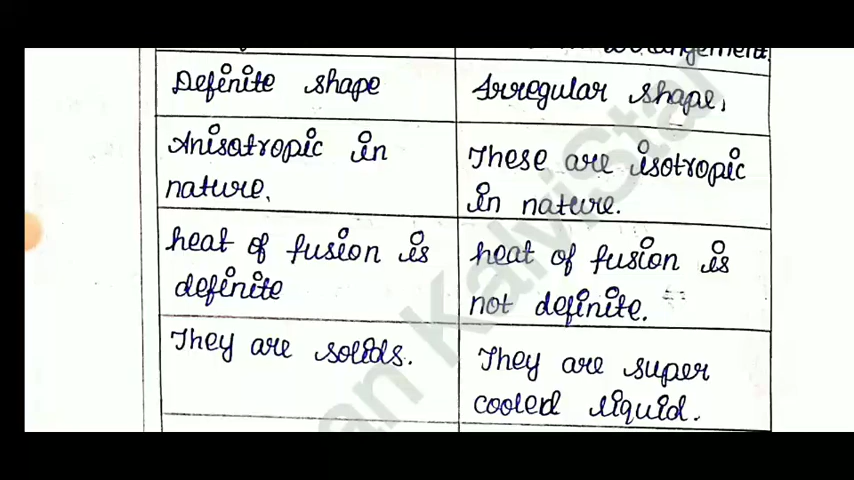 arrangement.
Definite shape
Irregular shape.
Anisotropic in
nature.
These are isotropic
in nature.
heat of fusion is
definite
heat of fusion is
not definite.
They are solids.
They are super
cooled liquid.